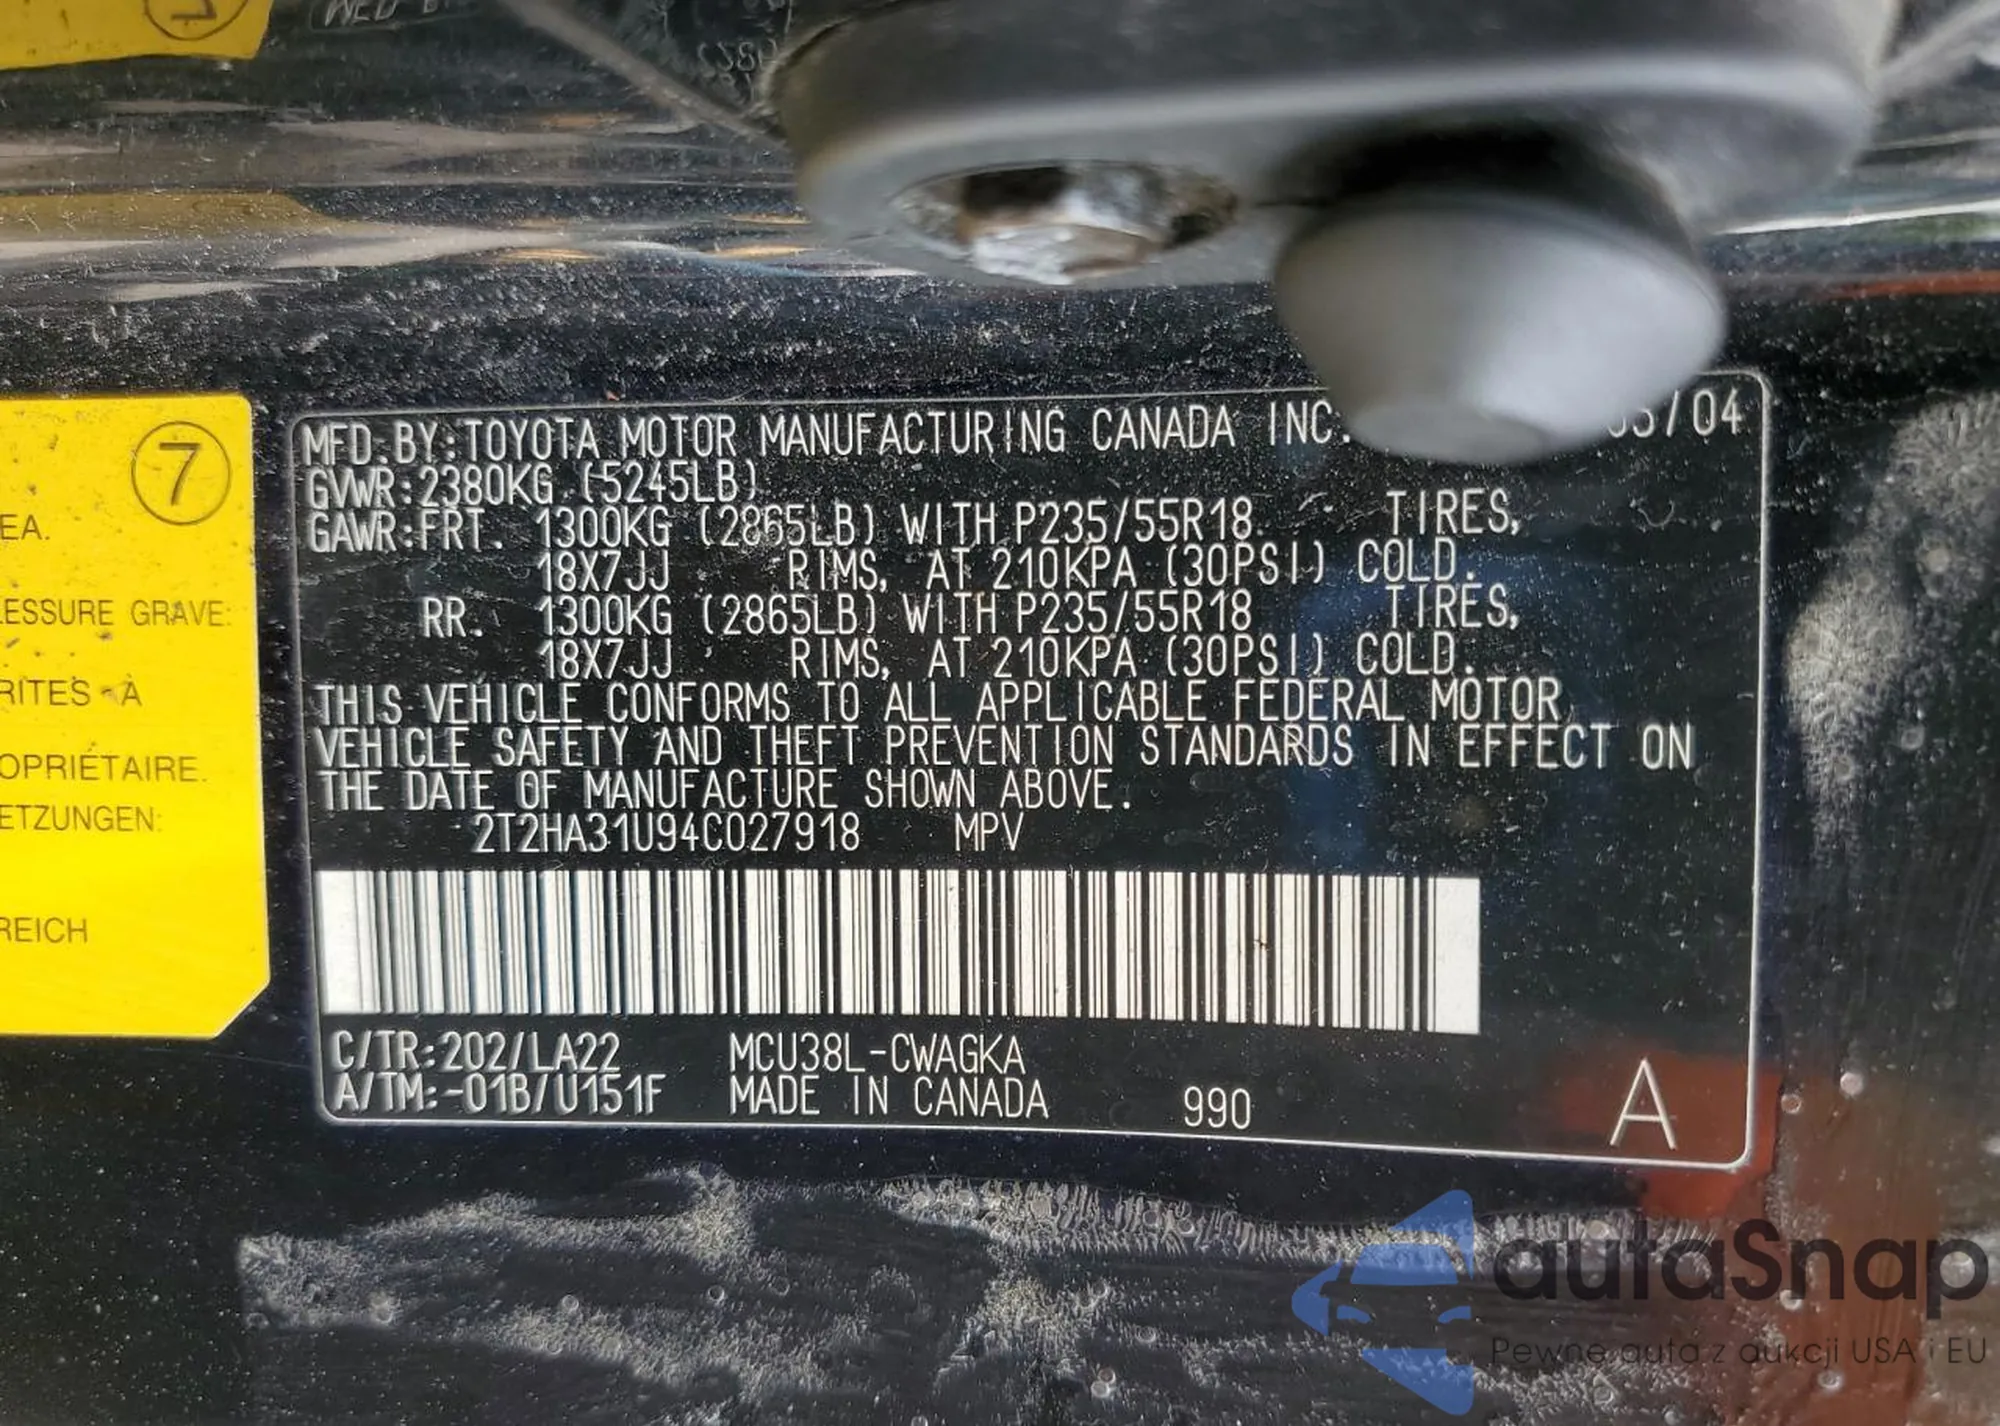 7
EA.
ESSURE GRAVE:
RITES À
OPRIÉTAIRE.
ETZUNGEN:
REICH
MFD.BY:TOYOTA MOTOR MANUFACTURING CANADA INC. /04
GVWR:2380KG (5245LB)
GAWR:FRT. 1300KG (2865LB) WITH P235/55R18 TIRES,
18X7JJ RIMS, AT 210KPA (30PSI) COLD.
RR. 1300KG (2865LB) WITH P235/55R18 TIRES,
18X7JJ RIMS, AT 210KPA (30PSI) COLD.
THIS VEHICLE CONFORMS TO ALL APPLICABLE FEDERAL MOTOR
VEHICLE SAFETY AND THEFT PREVENTION STANDARDS IN EFFECT ON
THE DATE OF MANUFACTURE SHOWN ABOVE.
2T2HA31U94C027918 MPV
C/TR:202/LA22 MCU38L-CWAGKA
A/TM:-01B/U151F MADE IN CANADA 990 A
autaSnap
Pewne auta z aukcji USA i EU